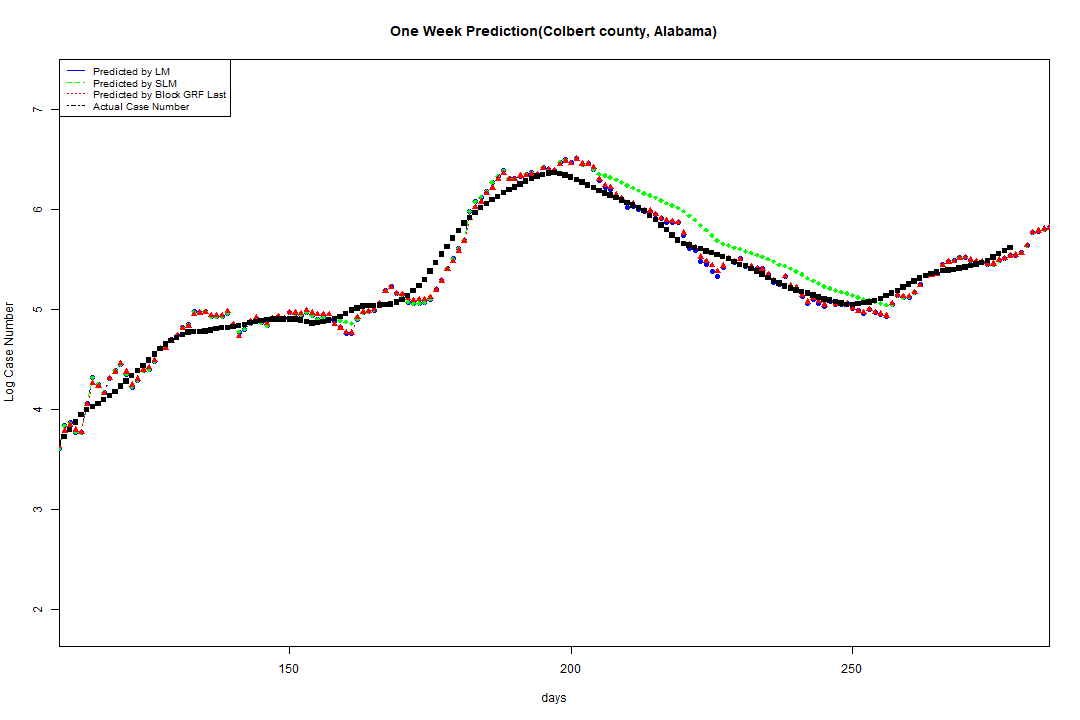 One Week Prediction(Colbert county, Alabama)
Predicted by LM
Predicted by SLM
Predicted by Block GRF Last
Actual Case Number
7
6
5
4
3
2
Log Case Number
150 200 250
days